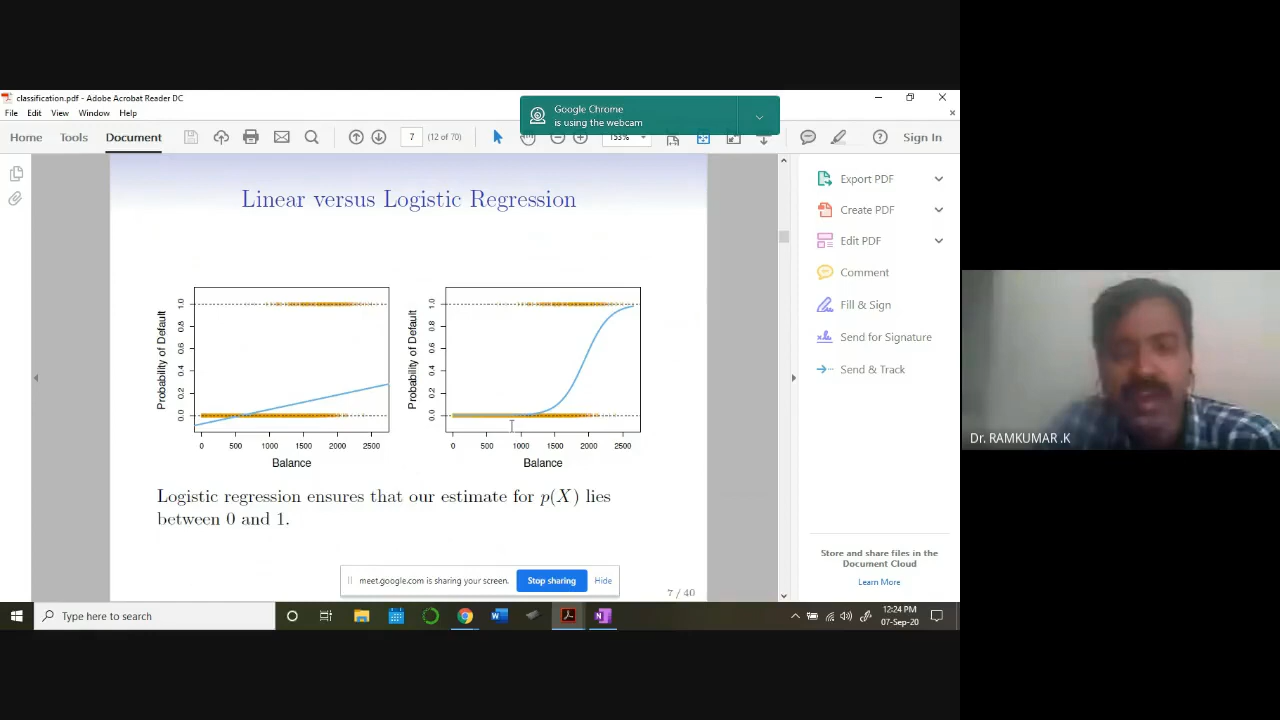 classification.pdf - Adobe Acrobat Reader DC
File Edit View Window Help
Google Chrome
is using the webcam
Home Tools Document 7 (12 of 70) 153% Sign In
Linear versus Logistic Regression
Probability of Default
1.0
0.8
0.6
0.4
0.2
0.0
0 500 1000 1500 2000 2500
Balance
Probability of Default
1.0
0.8
0.6
0.4
0.2
0.0
0 500 1000 1500 2000 2500
Balance
Logistic regression ensures that our estimate for p(X) lies
between 0 and 1.
7 / 40
Export PDF
Create PDF
Edit PDF
Comment
Fill & Sign
Send for Signature
Send & Track
Store and share files in the
Document Cloud
Learn More
meet.google.com is sharing your screen. Stop sharing Hide
Type here to search
12:24 PM
07-Sep-20
Dr. RAMKUMAR .K